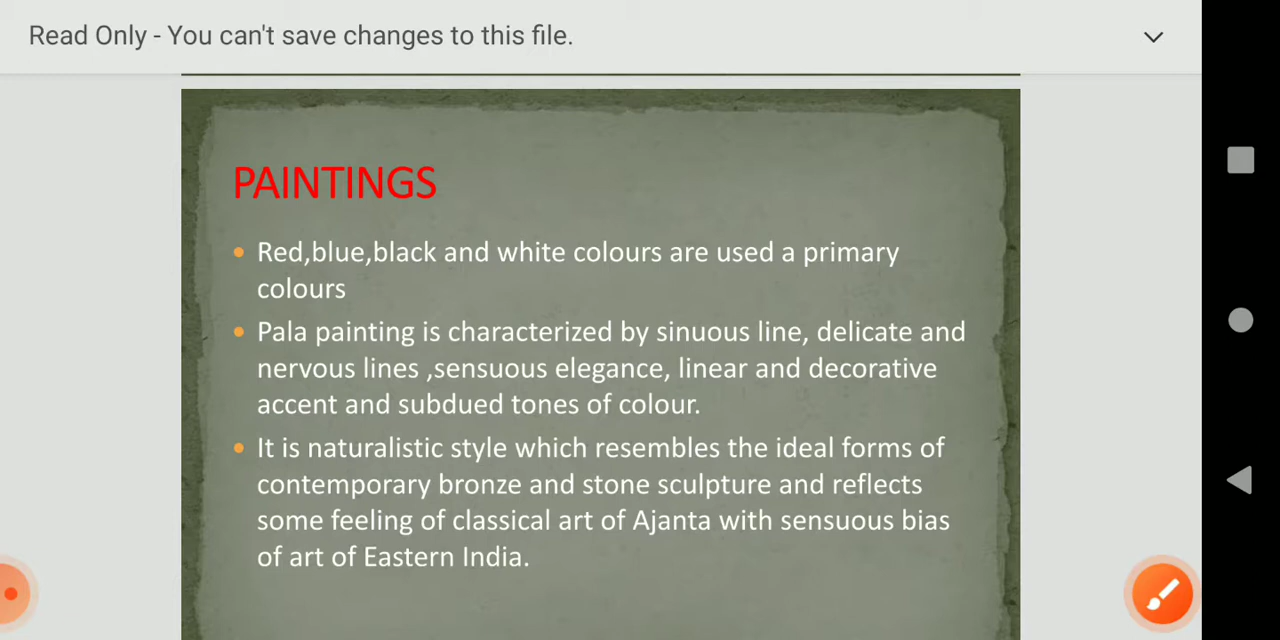 Read Only - You can't save changes to this file.
PAINTINGS
Red,blue,black and white colours are used a primary
colours
Pala painting is characterized by sinuous line, delicate and
nervous lines ,sensuous elegance, linear and decorative
accent and subdued tones of colour.
It is naturalistic style which resembles the ideal forms of
contemporary bronze and stone sculpture and reflects
some feeling of classical art of Ajanta with sensuous bias
of art of Eastern India.